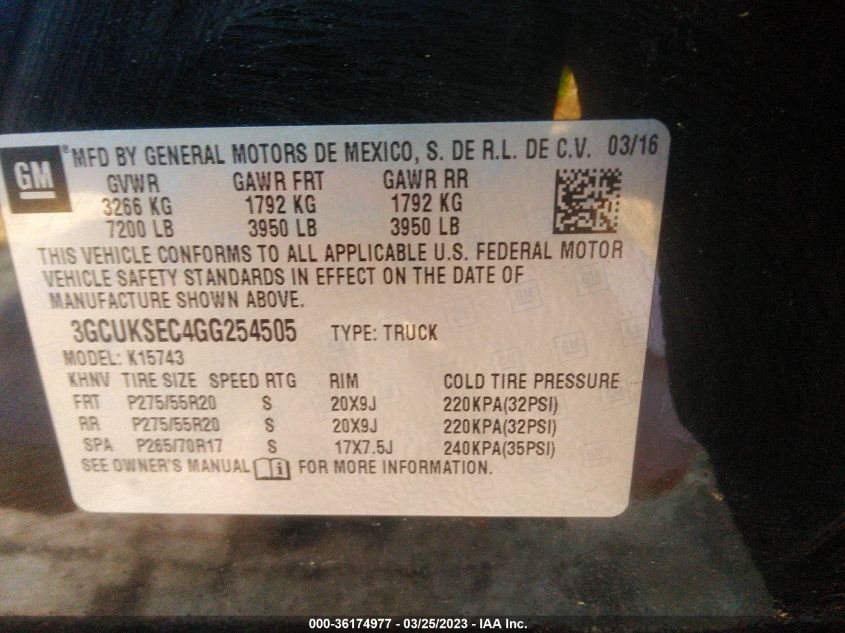 GM
® MFD BY GENERAL MOTORS DE MEXICO, S. DE R.L. DE C.V. 03/16
GVWR GAWR FRT GAWR RR
3266 KG 1792 KG 1792 KG
7200 LB 3950 LB 3950 LB
THIS VEHICLE CONFORMS TO ALL APPLICABLE U.S. FEDERAL MOTOR
VEHICLE SAFETY STANDARDS IN EFFECT ON THE DATE OF
MANUFACTURE SHOWN ABOVE.
3GCUKSEC4GG254505 TYPE: TRUCK
MODEL: K15743
KHNV TIRE SIZE SPEED RTG RIM COLD TIRE PRESSURE
FRT P275/55R20 S 20X9J 220KPA(32PSI)
RR P275/55R20 S 20X9J 220KPA(32PSI)
SPA P265/70R17 S 17X7.5J 240KPA(35PSI)
SEE OWNER'S MANUAL FOR MORE INFORMATION.
000-36174977 - 03/25/2023 - IAA Inc.